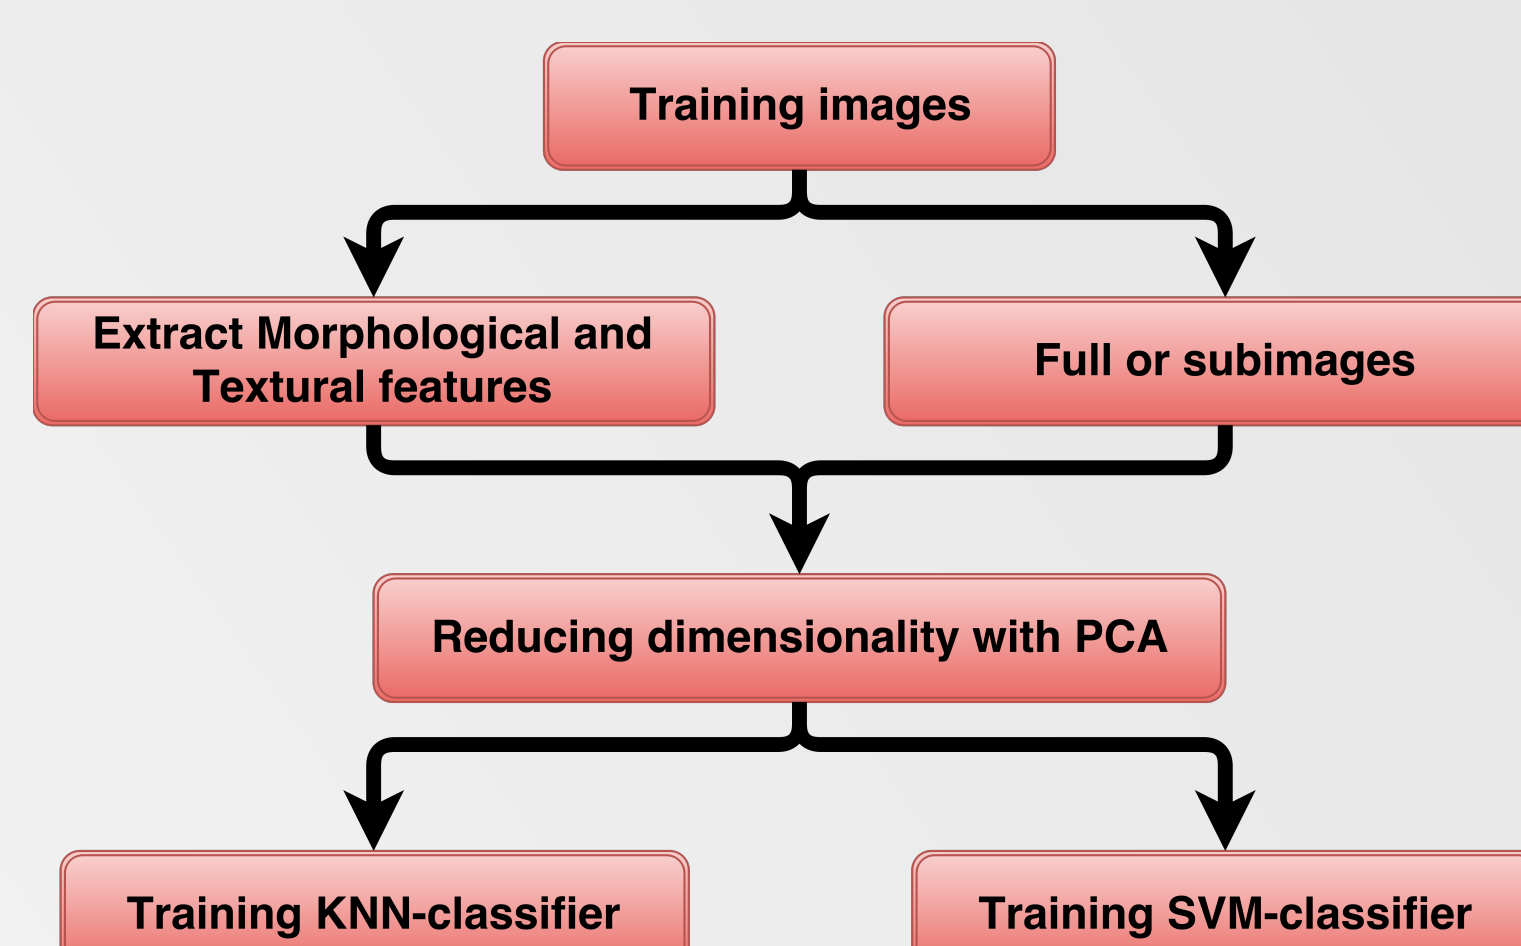 Training images
Extract Morphological and
Textural features
Full or subimages
Reducing dimensionality with PCA
Training KNN-classifier
Training SVM-classifier